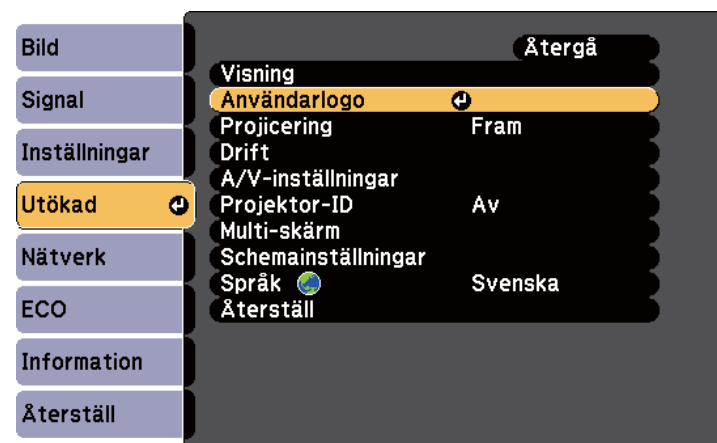 Bild
Signal
Inställningar
Utökad
Nätverk
ECO
Information
Återställ
Återgå
Visning
Användarlogo
Projicering Fram
Drift
A/V-inställningar
Projektor-ID Av
Multi-skärm
Schemainställningar
Språk Svenska
Återställ